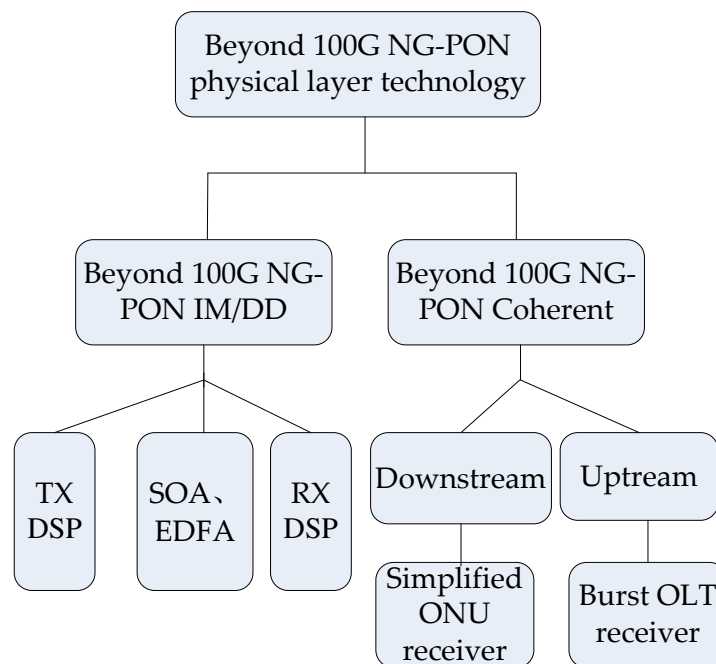 Beyond 100G NG-PON
physical layer technology
Beyond 100G NG-
PON IM/DD
Beyond 100G NG-
PON Coherent
TX
DSP
SOA、
EDFA
RX
DSP
Downstream
Uptream
Simplified
ONU
receiver
Burst OLT
receiver